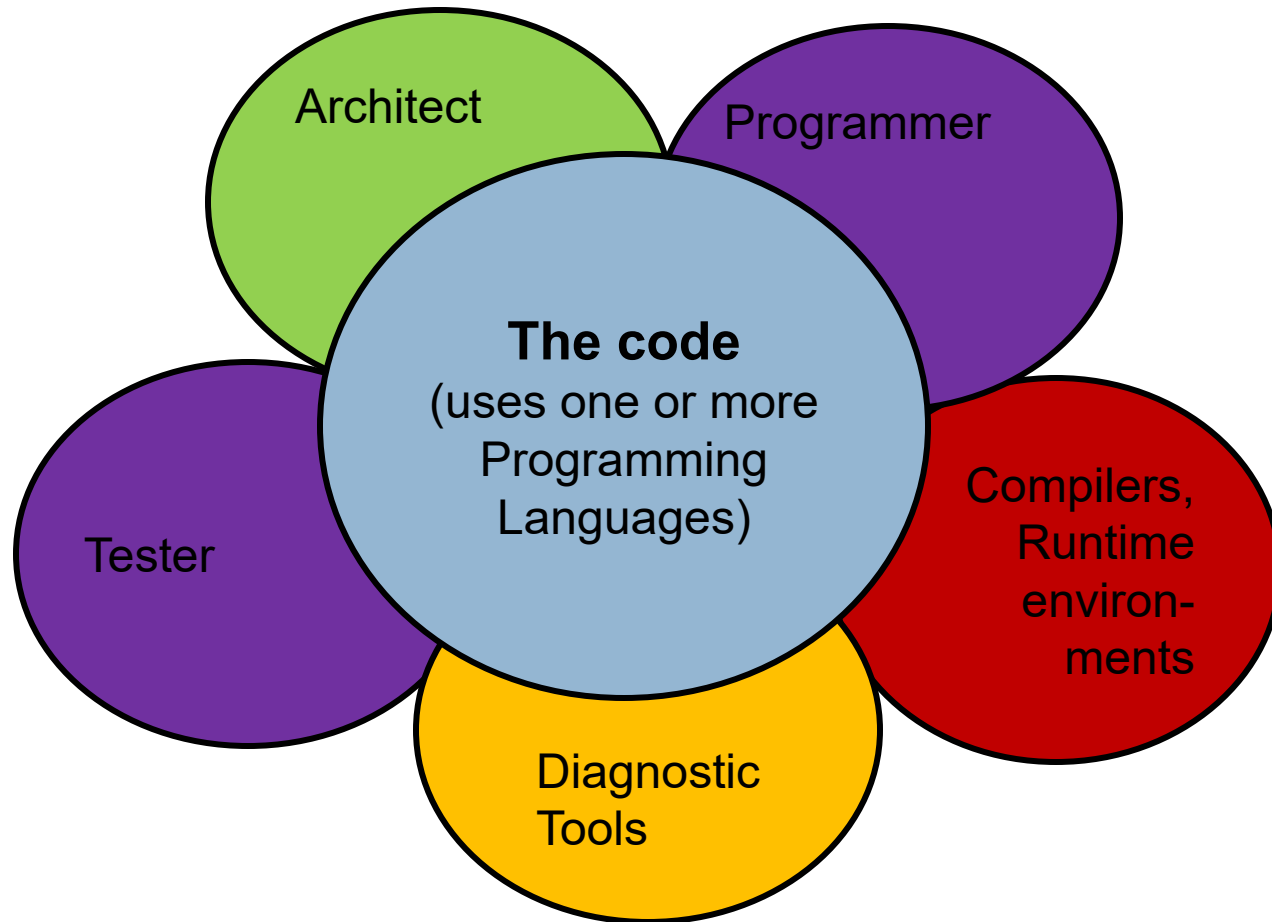 Architect
Programmer
The code
(uses one or more
Programming
Languages)
Compilers,
Runtime
environ-
ments
Tester
Diagnostic
Tools